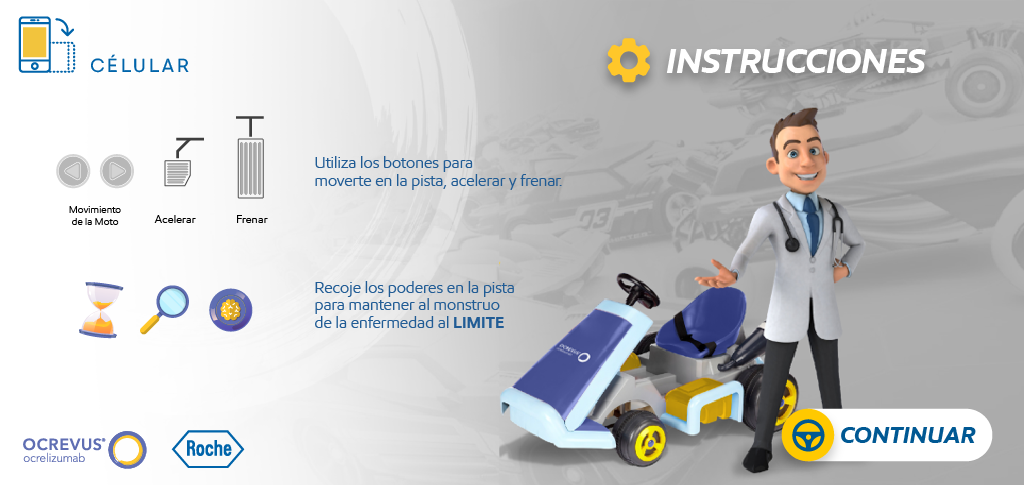 CÉLULAR
INSTRUCCIONES
Utiliza los botones para
moverte en la pista, acelerar y frenar.
Movimiento
de la Moto
Acelerar
Frenar
Recoje los poderes en la pista
para mantener al monstruo
de la enfermedad al LIMITE
OCREVUS
OCREVUS®
ocrelizumab
Roche
CONTINUAR